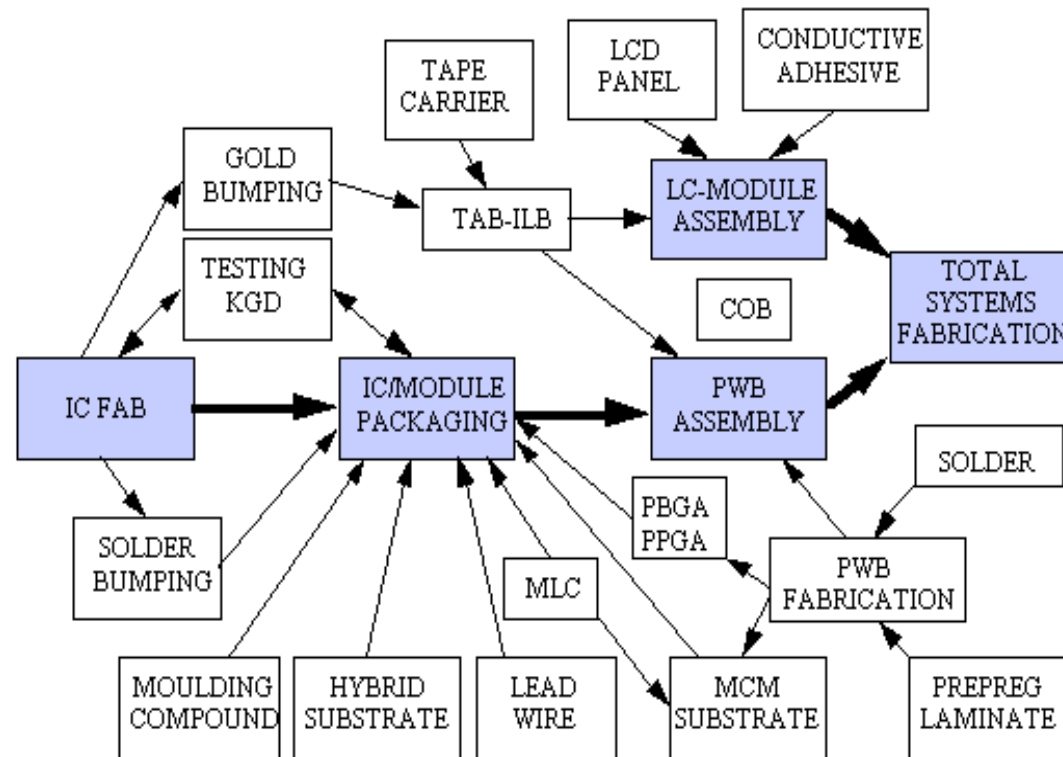 LCD
PANEL
CONDUCTIVE
ADHESIVE
TAPE
CARRIER
GOLD
BUMPING
TAB-ILB
LC-MODULE
ASSEMBLY
TESTING
KGD
COB
TOTAL
SYSTEMS
FABRICATION
IC FAB
IC/MODULE
PACKAGING
PWB
ASSEMBLY
SOLDER
PBGA
PPGA
SOLDER
BUMPING
MLC
PWB
FABRICATION
MOULDING
COMPOUND
HYBRID
SUBSTRATE
LEAD
WIRE
MCM
SUBSTRATE
PREPREG
LAMINATE